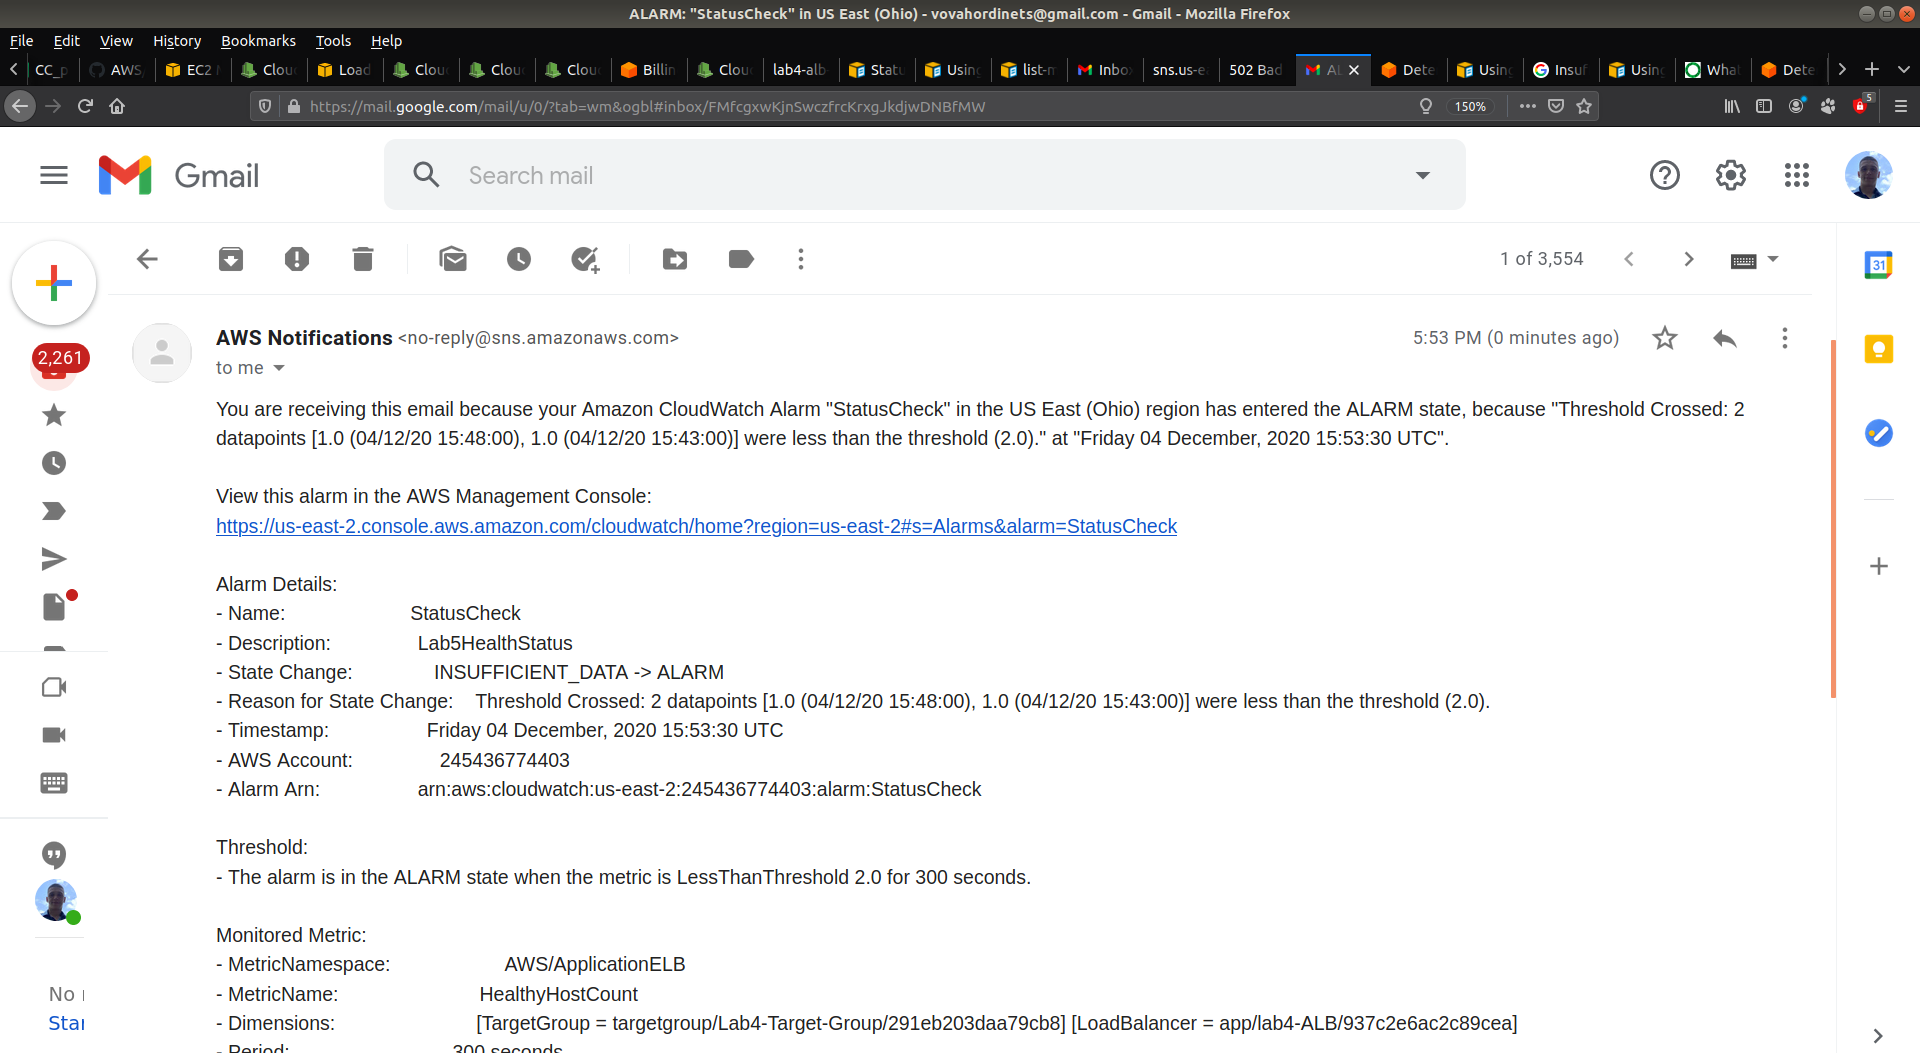 ALARM: "StatusCheck" in US East (Ohio) - vovahordinets@gmail.com - Gmail - Mozilla Firefox
File Edit View History Bookmarks Tools Help
CC_p AWS EC2 Clou Load Clou Clou Clou Billin Clou lab4-alb Statu Using list-m Inbo sns.us-e 502 Bad AL Dete Using Insuf Using What Dete
https://mail.google.com/mail/u/0/?tab=wm&ogbl#inbox/FMfcgxwKjnSwczfrcKrxgJkdjwDNBfMW 150% 5
Gmail Search mail
1 of 3,554
31
AWS Notifications <no-reply@sns.amazonaws.com> 5:53 PM (0 minutes ago)
to me
2,261
You are receiving this email because your Amazon CloudWatch Alarm "StatusCheck" in the US East (Ohio) region has entered the ALARM state, because "Threshold Crossed: 2
datapoints [1.0 (04/12/20 15:48:00), 1.0 (04/12/20 15:43:00)] were less than the threshold (2.0)." at "Friday 04 December, 2020 15:53:30 UTC".
View this alarm in the AWS Management Console:
https://us-east-2.console.aws.amazon.com/cloudwatch/home?region=us-east-2#s=Alarms&alarm=StatusCheck
Alarm Details:
- Name: StatusCheck
- Description: Lab5HealthStatus
- State Change: INSUFFICIENT_DATA -> ALARM
- Reason for State Change: Threshold Crossed: 2 datapoints [1.0 (04/12/20 15:48:00), 1.0 (04/12/20 15:43:00)] were less than the threshold (2.0).
- Timestamp: Friday 04 December, 2020 15:53:30 UTC
- AWS Account: 245436774403
- Alarm Arn: arn:aws:cloudwatch:us-east-2:245436774403:alarm:StatusCheck
Threshold:
- The alarm is in the ALARM state when the metric is LessThanThreshold 2.0 for 300 seconds.
Monitored Metric:
- MetricNamespace: AWS/ApplicationELB
- MetricName: HealthyHostCount
- Dimensions: [TargetGroup = targetgroup/Lab4-Target-Group/291eb203daa79cb8] [LoadBalancer = app/lab4-ALB/937c2e6ac2c89cea]
- Period: 300 seconds
No
Star